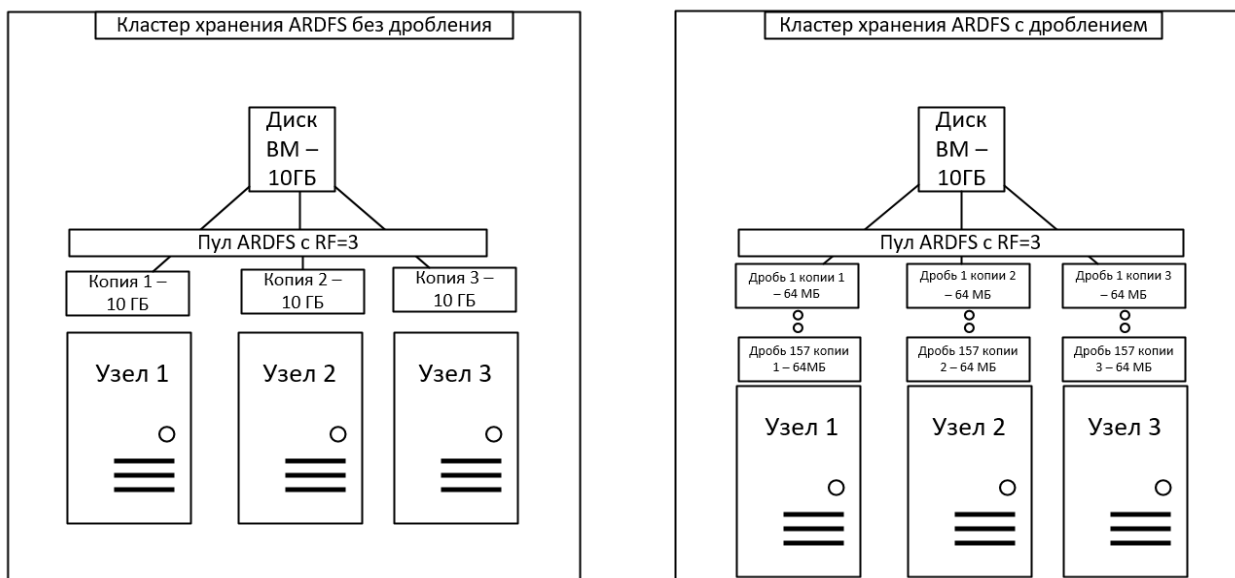 Кластер хранения ARDFS без дробления
Диск
ВМ –
10ГБ
Пул ARDFS с RF=3
Копия 1 –
10 ГБ
Копия 2 –
10 ГБ
Копия 3 –
10 ГБ
Узел 1
Узел 2
Узел 3
Кластер хранения ARDFS с дроблением
Диск
ВМ –
10ГБ
Пул ARDFS с RF=3
Дробь 1 копии 1
– 64 МБ
Дробь 1 копии 2
– 64 МБ
Дробь 1 копии 3
– 64 МБ
Дробь 157 копии
1 – 64МБ
Дробь 157 копии
2 – 64 МБ
Дробь 157 копии
3 – 64 МБ
Узел 1
Узел 2
Узел 3